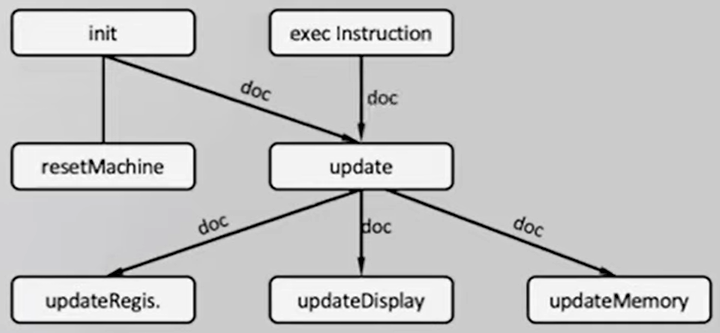 init
exec Instruction
doc
doc
resetMachine
update
doc
doc
doc
updateRegis.
updateDisplay
updateMemory